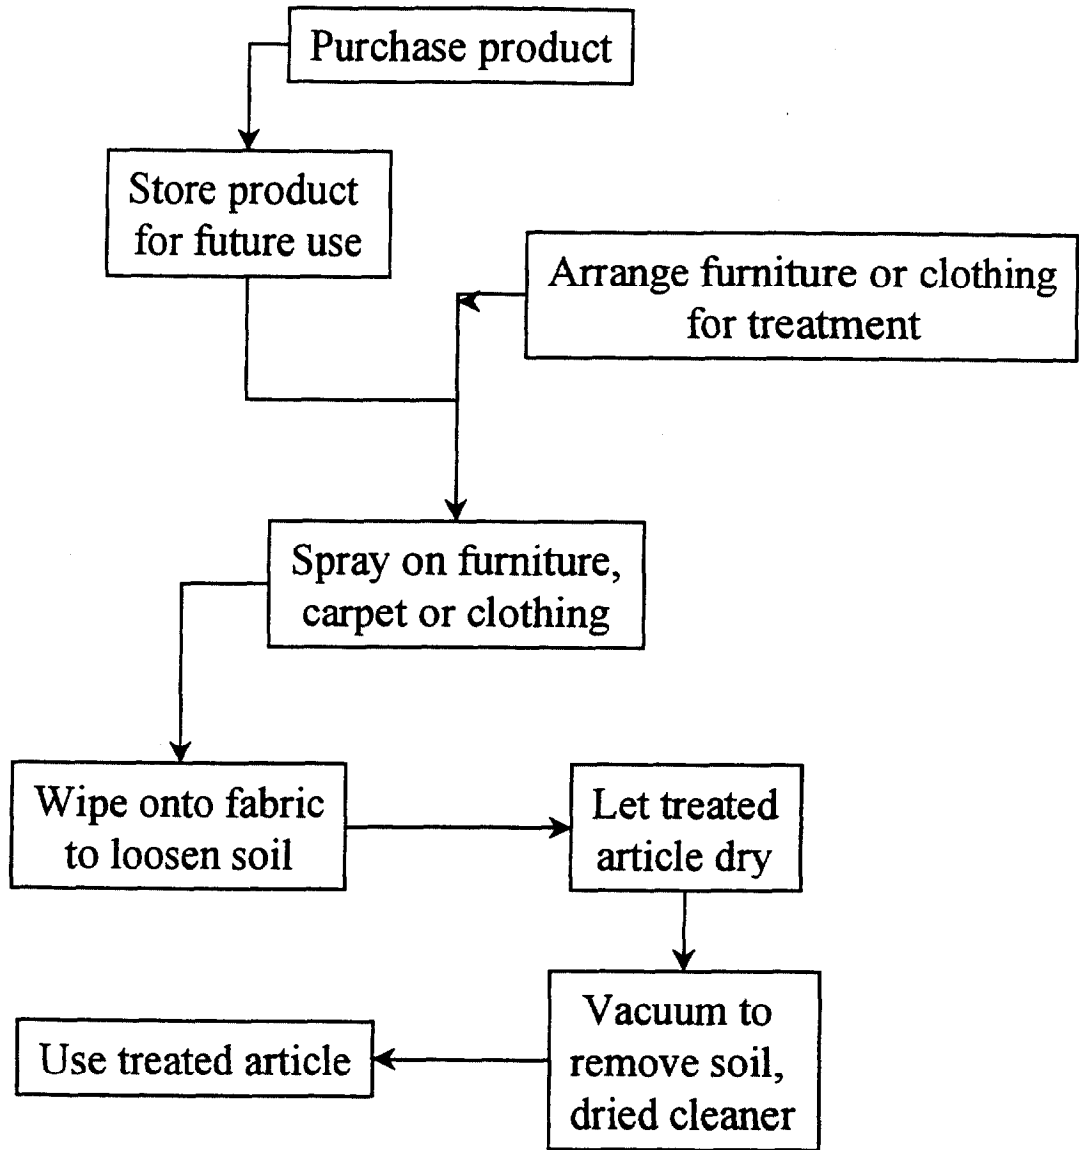 Purchase product
Store product
for future use
Arrange furniture or clothing
for treatment
Spray on furniture,
carpet or clothing
Wipe onto fabric
to loosen soil
Let treated
article dry
Vacuum to
remove soil,
dried cleaner
Use treated article